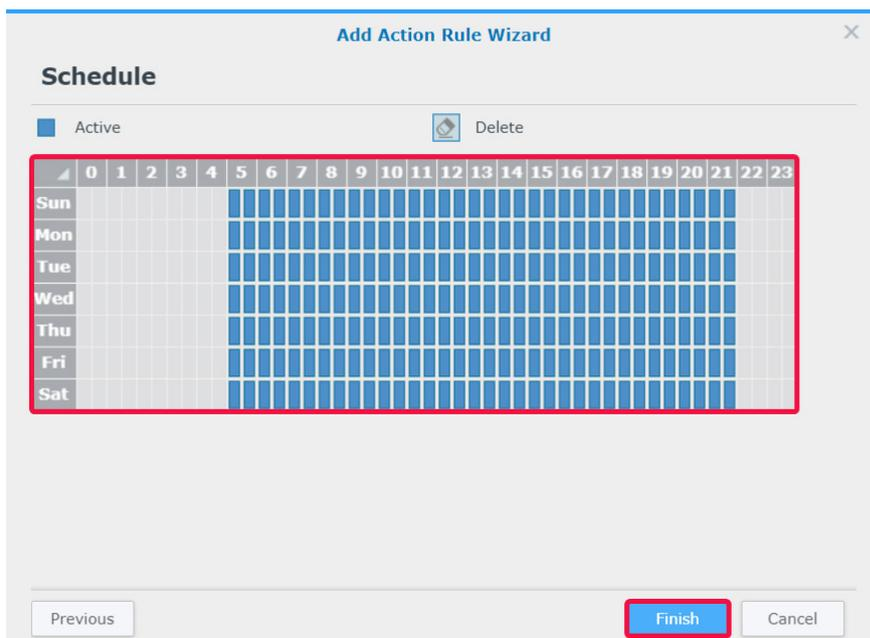 Add Action Rule Wizard
Schedule
Active Delete
0 1 2 3 4 5 6 7 8 9 10 11 12 13 14 15 16 17 18 19 20 21 22 23
Sun
Mon
Tue
Wed
Thu
Fri
Sat
Previous Finish Cancel